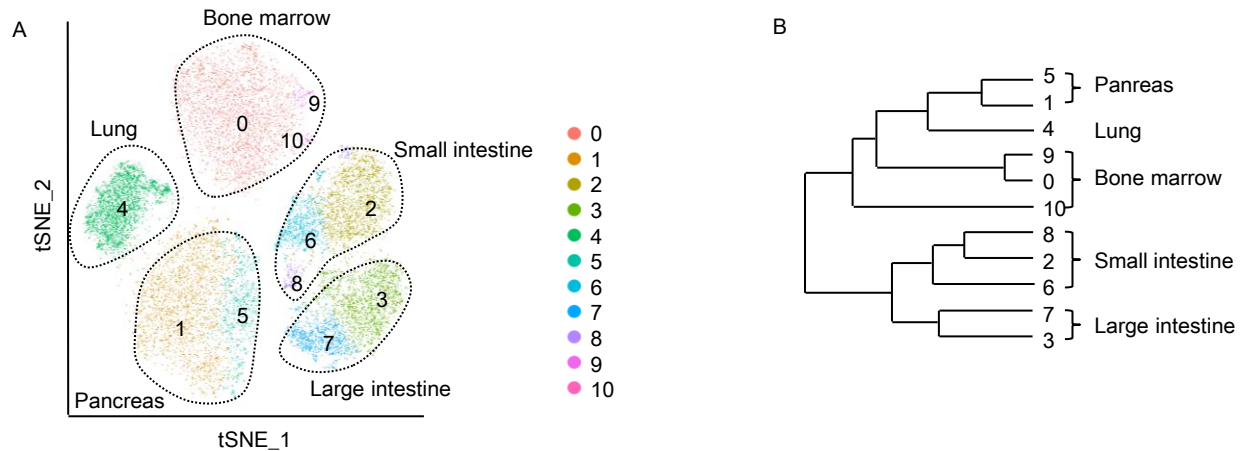 A
Bone marrow
9
0
10
Lung
4
Small intestine
2
6
8
3
7
Large intestine
1
5
Pancreas
tSNE_1
tSNE_2
0
1
2
3
4
5
6
7
8
9
10
B
5
1
Panreas
4
Lung
9
0
Bone marrow
10
8
2
Small intestine
6
7
3
Large intestine